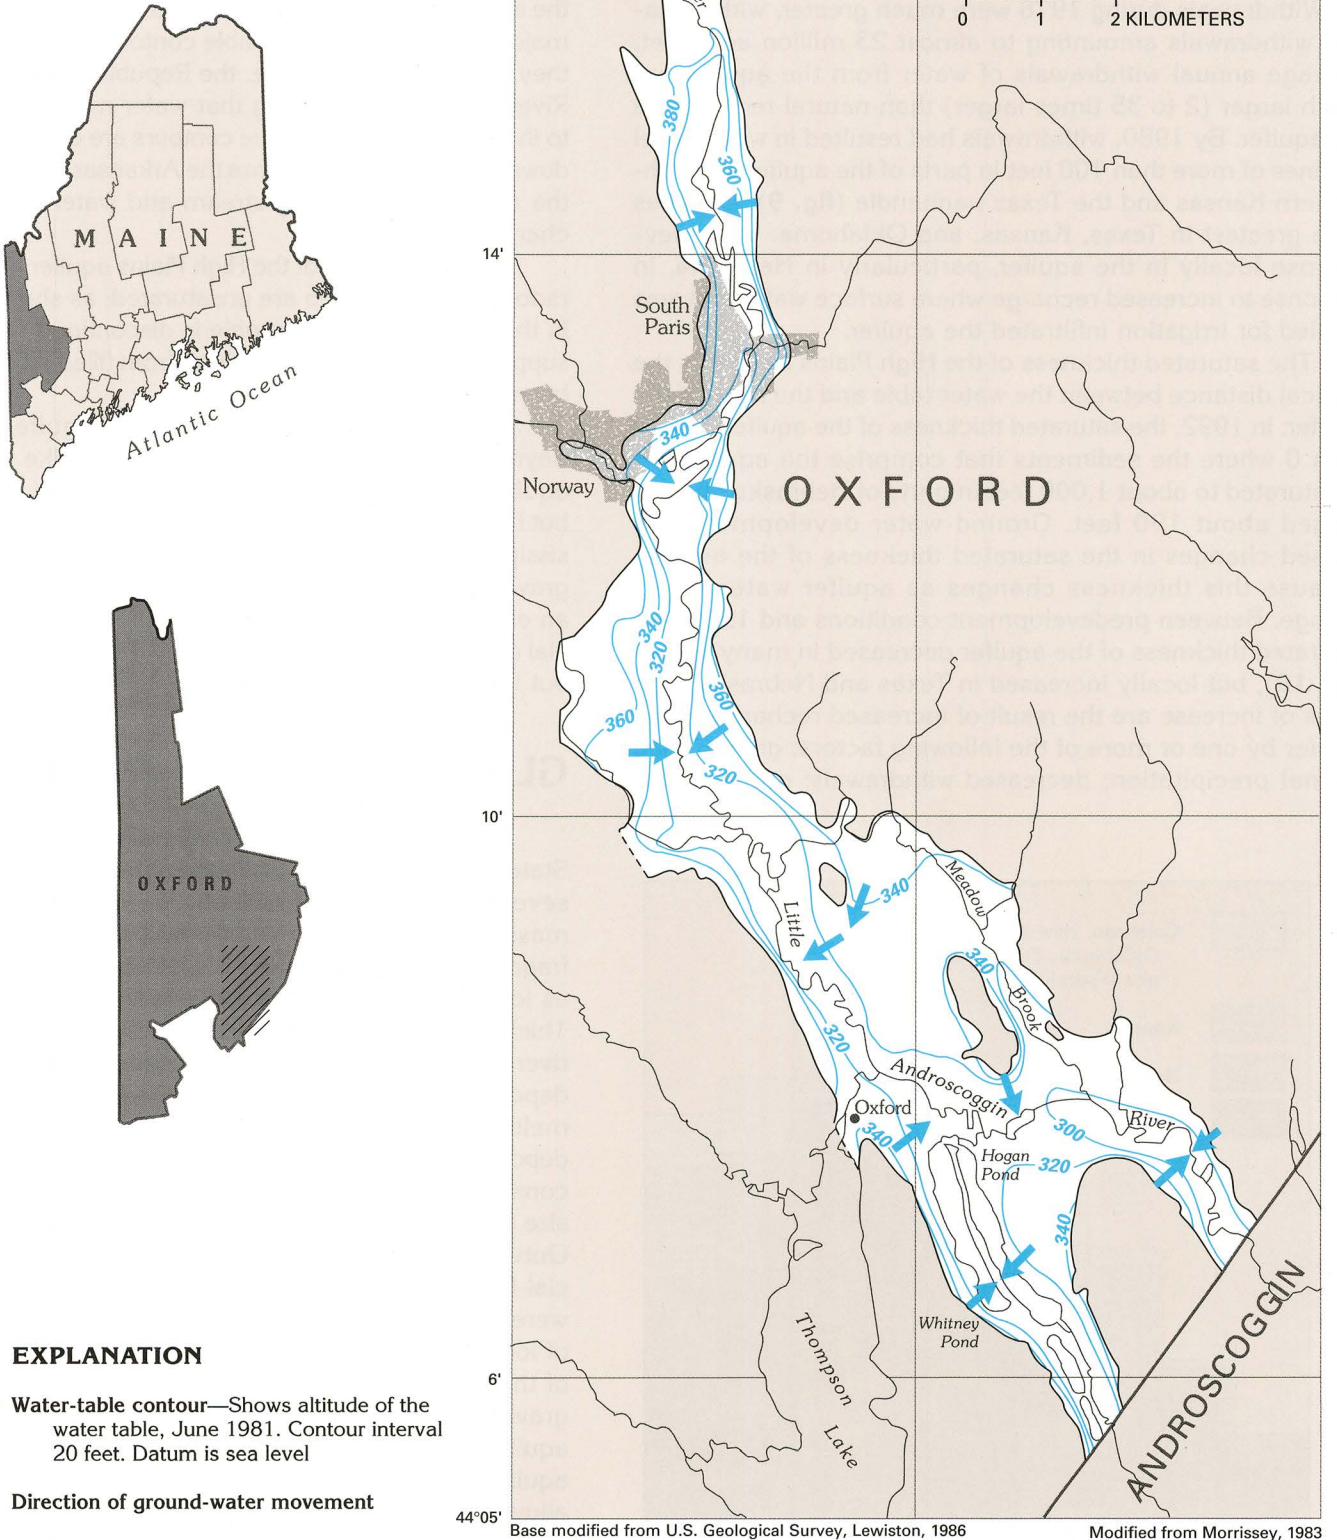 0 1 2 KILOMETERS
380
360
MAINE
14'
South
Paris
Atlantic Ocean
340
Norway
OXFORD
340
320
360
360
320
10'
OXFORD
340
Meadow
Little
340
Brook
320
Androscoggin
Oxford
340
River
300
Hogan
Pond
320
340
Whitney
Pond
ANDROSCOGGIN
Thompson
Lake
6'
EXPLANATION
Water-table contour—Shows altitude of the
water table, June 1981. Contour interval
20 feet. Datum is sea level
Direction of ground-water movement
44°05'
Base modified from U.S. Geological Survey, Lewiston, 1986
Modified from Morrissey, 1983